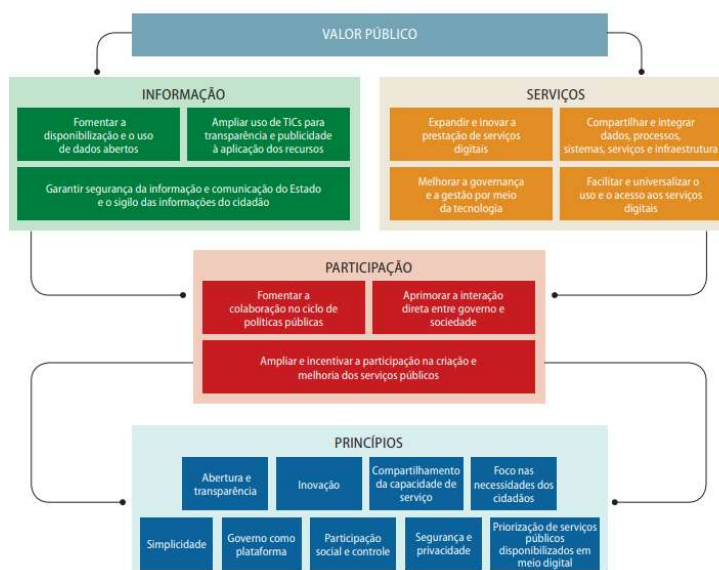 VALOR PÚBLICO
INFORMAÇÃO
Fomentar a
disponibilização e o uso
de dados abertos
Ampliar uso de TICs para
transparência e publicidade
à aplicação dos recursos
Garantir segurança da informação e comunicação do Estado
e o sigilo das informações do cidadão
SERVIÇOS
Expandir e inovar a
prestação de serviços
digitais
Compartilhar e integrar
dados, processos,
sistemas, serviços e infraestrutura
Melhorar a governança
e a gestão por meio
da tecnologia
Facilitar e universalizar o
uso e o acesso aos serviços
digitais
PARTICIPAÇÃO
Fomentar a
colaboração no ciclo de
políticas públicas
Aprimorar a interação
direta entre governo e
sociedade
Ampliar e incentivar a participação na criação e
melhoria dos serviços públicos
PRINCÍPIOS
Abertura e
transparência
Inovação
Compartilhamento
da capacidade de
serviço
Foco nas
necessidades dos
cidadãos
Simplicidade
Governo como
plataforma
Participação
social e controle
Segurança e
privacidade
Priorização de serviços
públicos
disponibilizados em
meio digital